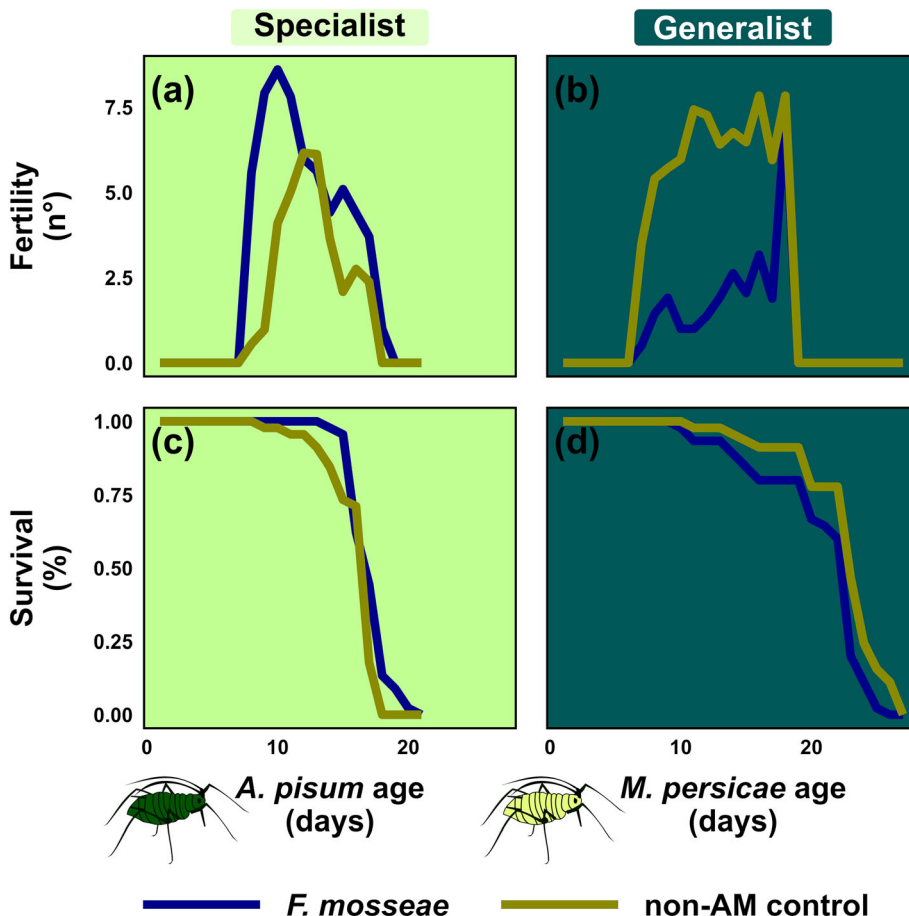 Specialist
Generalist
(a)
(b)
Fertility
(n°)
7.5
5.0
2.5
0.0
(c)
(d)
Survival
(%)
1.00
0.75
0.50
0.25
0.00
0
10
20
0
10
20
A. pisum age
(days)
M. persicae age
(days)
F. mosseae
non-AM control